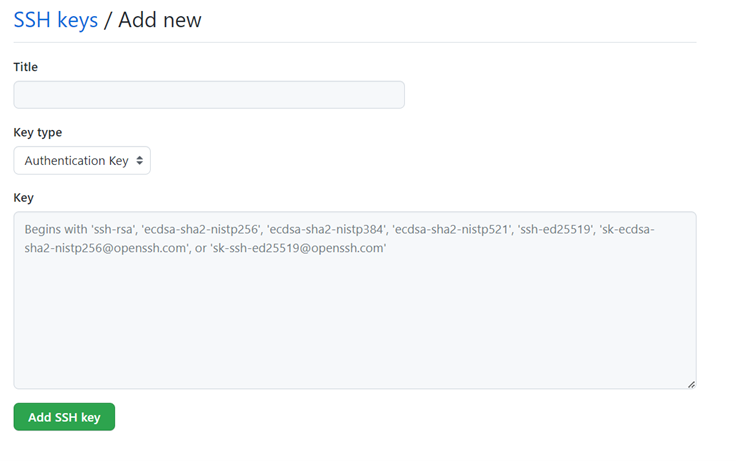 SSH keys / Add new
Title
Key type
Authentication Key
Key
Begins with 'ssh-rsa', 'ecdsa-sha2-nistp256', 'ecdsa-sha2-nistp384', 'ecdsa-sha2-nistp521', 'ssh-ed25519', 'sk-ecdsa-
sha2-nistp256@openssh.com', or 'sk-ssh-ed25519@openssh.com'
Add SSH key